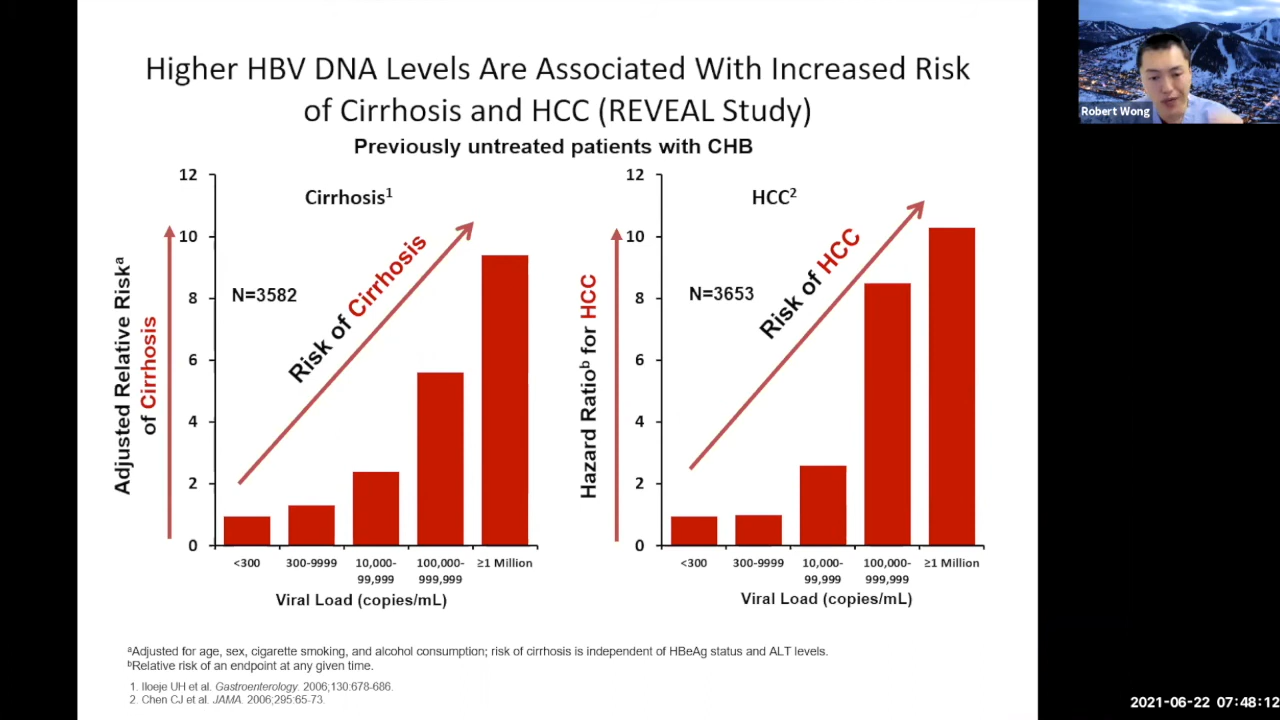 Higher HBV DNA Levels Are Associated With Increased Risk
of Cirrhosis and HCC (REVEAL Study)
Previously untreated patients with CHB
Robert Wong
Adjusted Relative Riskᵃ
of Cirrhosis
12
10
8
6
4
2
0
Cirrhosis¹
N=3582
Risk of Cirrhosis
<300
300-9999
10,000-
99,999
100,000-
999,999
≥1 Million
Viral Load (copies/mL)
Hazard Ratioᵇ for HCC
12
10
8
6
4
2
0
HCC²
N=3653
Risk of HCC
<300
300-9999
10,000-
99,999
100,000-
999,999
≥1 Million
Viral Load (copies/mL)
ᵃAdjusted for age, sex, cigarette smoking, and alcohol consumption; risk of cirrhosis is independent of HBeAg status and ALT levels.
ᵇRelative risk of an endpoint at any given time.
1. Iloeje UH et al. Gastroenterology. 2006;130:678-686.
2. Chen CJ et al. JAMA. 2006;295:65-73.
2021-06-22 07:48:12